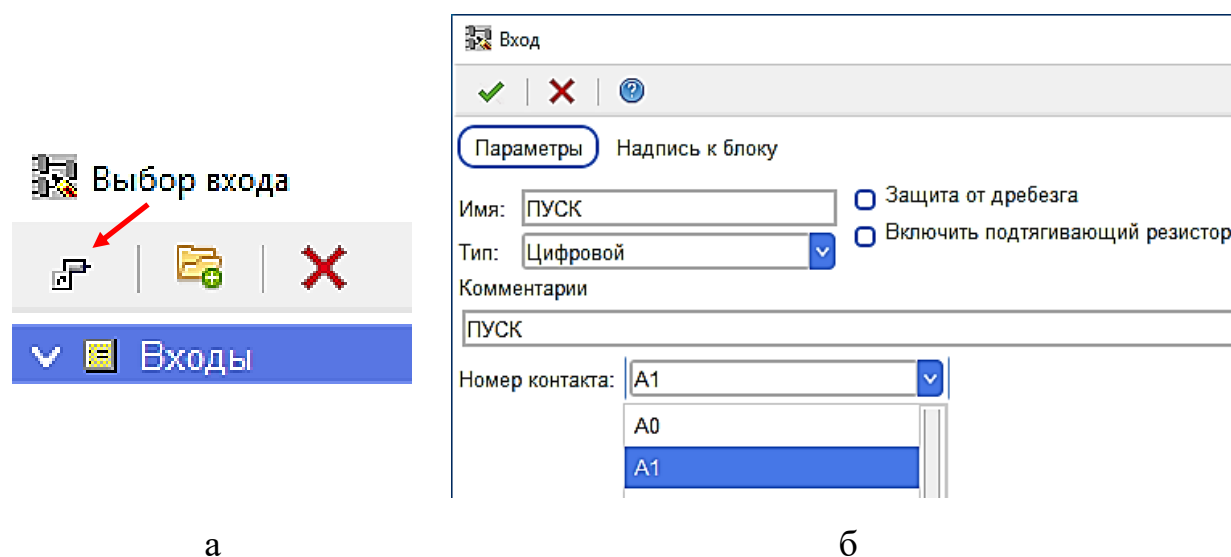 Выбор входа
Входы
а
Вход
Параметры Надпись к блоку
Имя: ПУСК Защита от дребезга
Тип: Цифровой Включить подтягивающий резистор
Комментарии
ПУСК
Номер контакта: A1
A0
A1
б